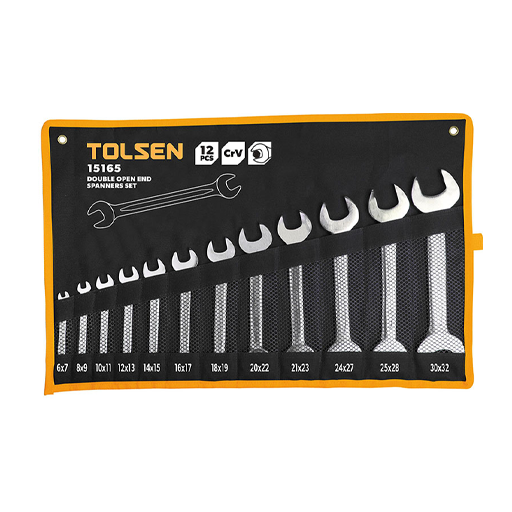 TOLSEN
12 PCS
CrV
15165
DOUBLE OPEN END
SPANNERS SET
6x7 8x9 10x11 12x13 14x15 16x17 18x19 20x22 21x23 24x27 25x28 30x32